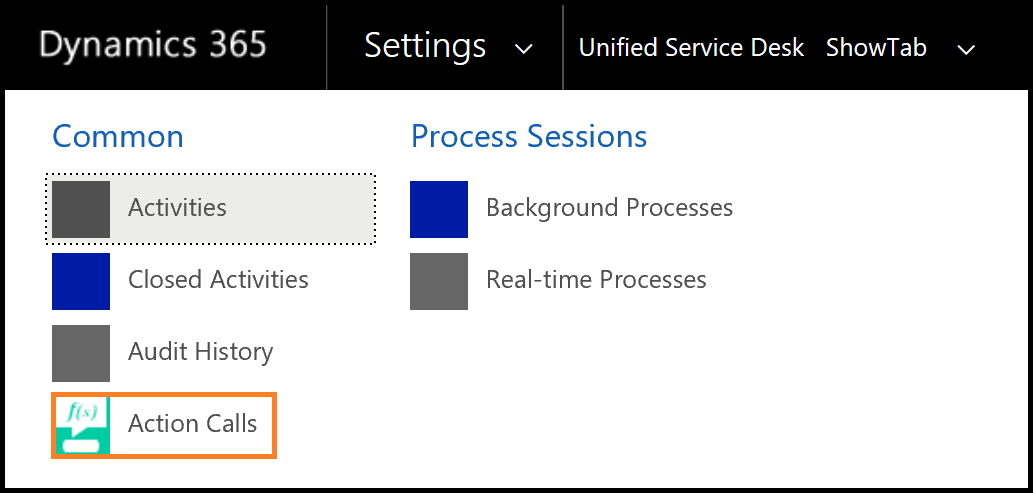 Dynamics 365 Settings Unified Service Desk ShowTab
Common
Activities
Closed Activities
Audit History
f(x)
Action Calls
Process Sessions
Background Processes
Real-time Processes